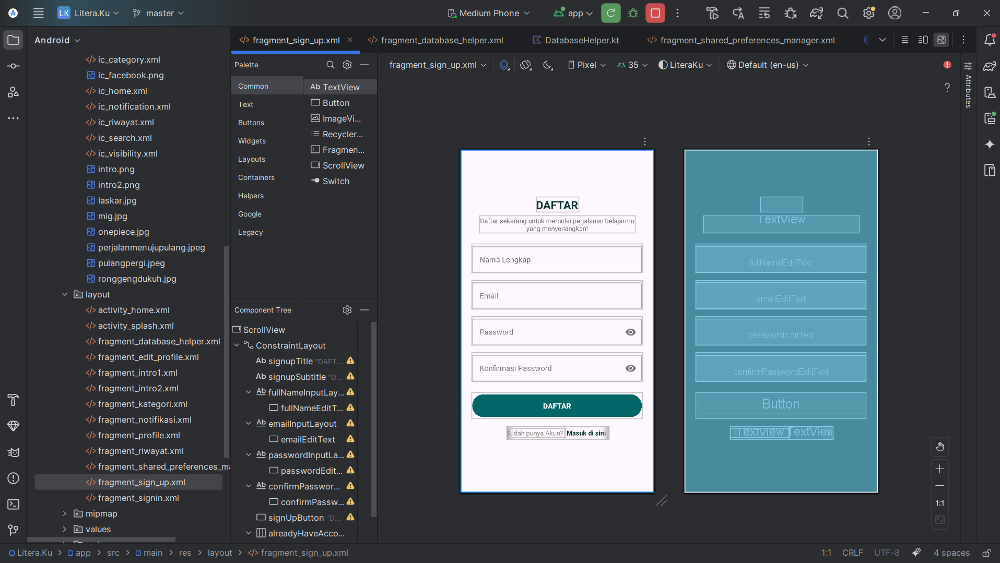 LK Litera.Ku master Medium Phone app
Android
fragment_sign_up.xml fragment_database_helper.xml DatabaseHelper.kt fragment_shared_preferences_manager.xml
ic_category.xml
ic_facebook.png
ic_home.xml
ic_notification.xml
ic_riwayat.xml
ic_search.xml
ic_visibility.xml
intro.png
intro2.png
laskar.jpg
mig.jpg
onepiece.jpg
perjalanmenujupulang.jpeg
pulangpergi.jpeg
ronggengdukuh.jpg
layout
activity_home.xml
activity_splash.xml
fragment_database_helper.xml
fragment_edit_profile.xml
fragment_intro1.xml
fragment_intro2.xml
fragment_kategori.xml
fragment_notifikasi.xml
fragment_profile.xml
fragment_riwayat.xml
fragment_shared_preferences_ma
fragment_sign_up.xml
fragment_signin.xml
mipmap
values
Palette
Common
Text
Buttons
Widgets
Layouts
Containers
Helpers
Google
Legacy
Ab TextView
Button
ImageVi...
Recycler...
Fragmen...
ScrollView
Switch
Component Tree
ScrollView
ConstraintLayout
Ab signupTitle "DAFT...
Ab signupSubtitle "D...
Ab fullNameInputLay...
fullNameEditT...
Ab emailInputLayout
emailEditText
Ab passwordInputLa...
passwordEdit...
Ab confirmPasswor...
confirmPassw...
signUpButton "D...
alreadyHaveAcco...
fragment_sign_up.xml Pixel 35 LiteraKu Default (en-us)
?
Attributes
DAFTAR
Daftar sekarang untuk memulai perjalanan belajarmu
yang menyenangkan!
Nama Lengkap
Email
Password
Konfirmasi Password
DAFTAR
Sudah punya Akun? Masuk di sini
TextView
fullNameEditText
emailEditText
passwordEditText
confirmPasswordEditText
Button
TextView TextView
1:1
Litera.Ku app src main res layout fragment_sign_up.xml
1:1 CRLF UTF-8 4 spaces